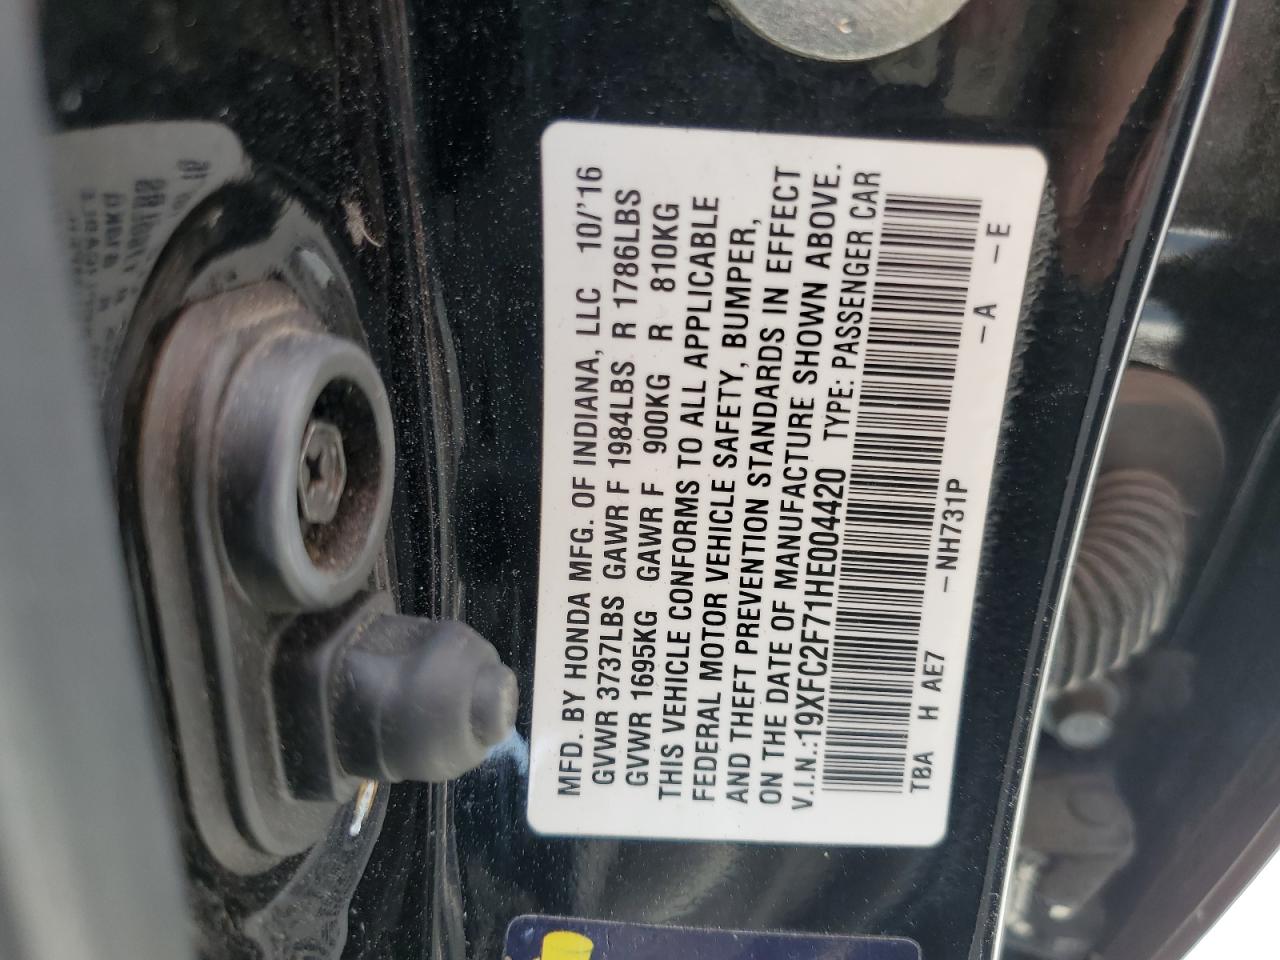 MFD. BY HONDA MFG. OF INDIANA, LLC 10/'16
GVWR 3737LBS GAWR F 1984LBS R 1786LBS
GVWR 1695KG GAWR F 900KG R 810KG
THIS VEHICLE CONFORMS TO ALL APPLICABLE
FEDERAL MOTOR VEHICLE SAFETY, BUMPER,
AND THEFT PREVENTION STANDARDS IN EFFECT
ON THE DATE OF MANUFACTURE SHOWN ABOVE.
V.I.N.:19XFC2F71HE004420 TYPE: PASSENGER CAR
TBA H AE7 -NH731P -A -E